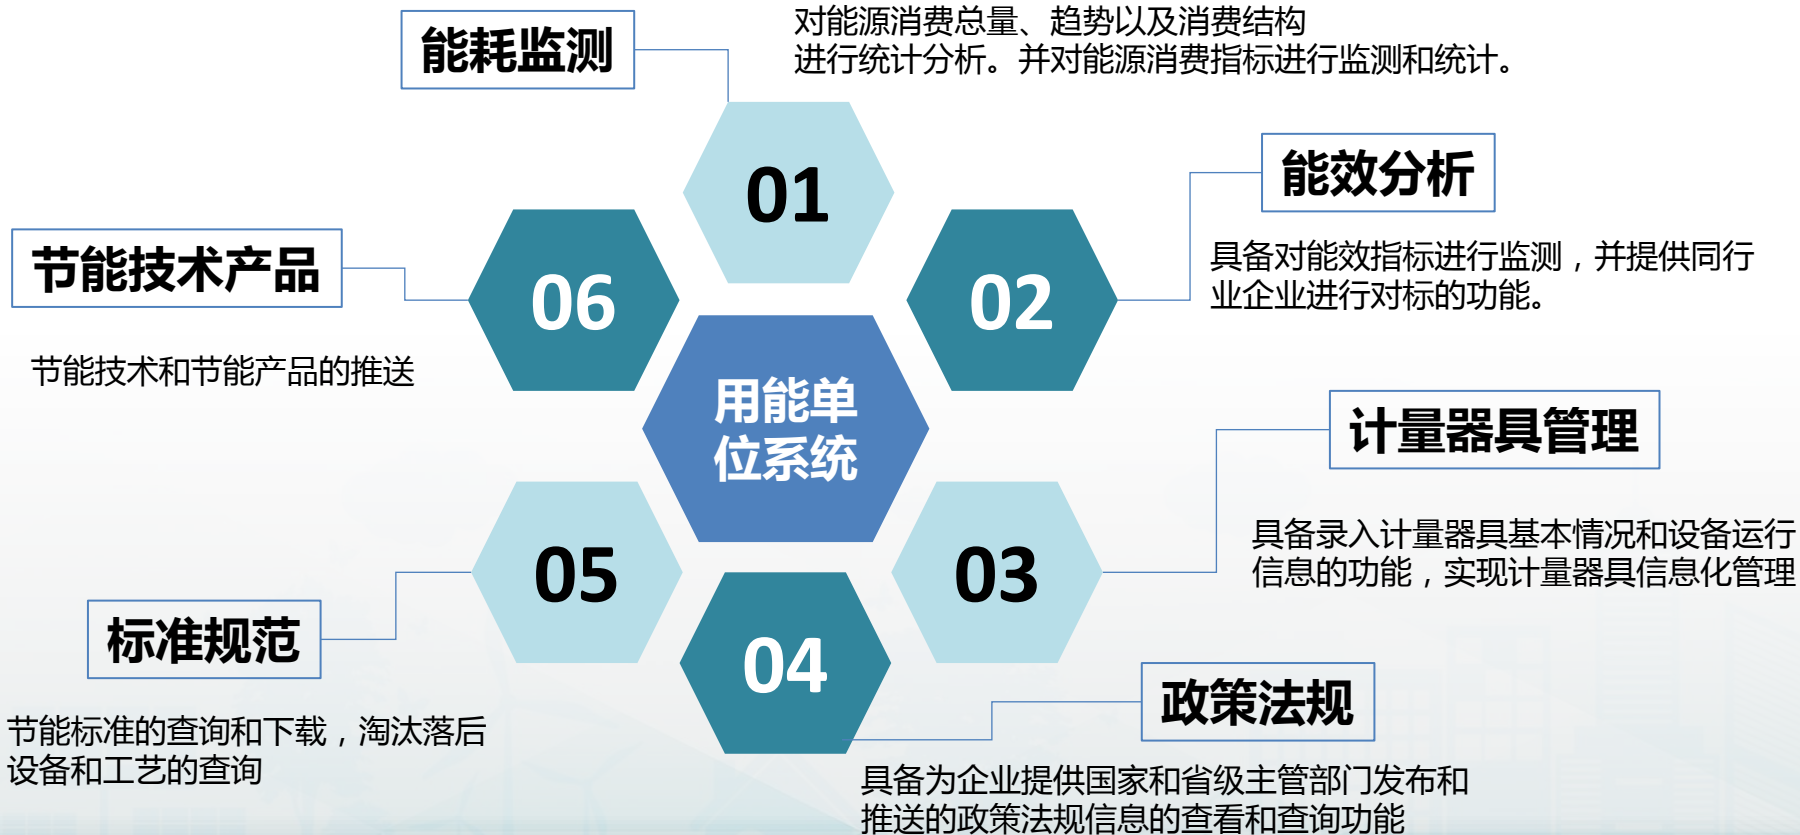 能耗监测
对能源消费总量、趋势以及消费结构
进行统计分析。并对能源消费指标进行监测和统计。
01
能效分析
具备对能效指标进行监测，并提供同行
业企业进行对标的功能。
02
节能技术产品
06
节能技术和节能产品的推送
用能单
位系统
计量器具管理
具备录入计量器具基本情况和设备运行
信息的功能，实现计量器具信息化管理
03
05
标准规范
节能标准的查询和下载，淘汰落后
设备和工艺的查询
04
政策法规
具备为企业提供国家和省级主管部门发布和
推送的政策法规信息的查看和查询功能